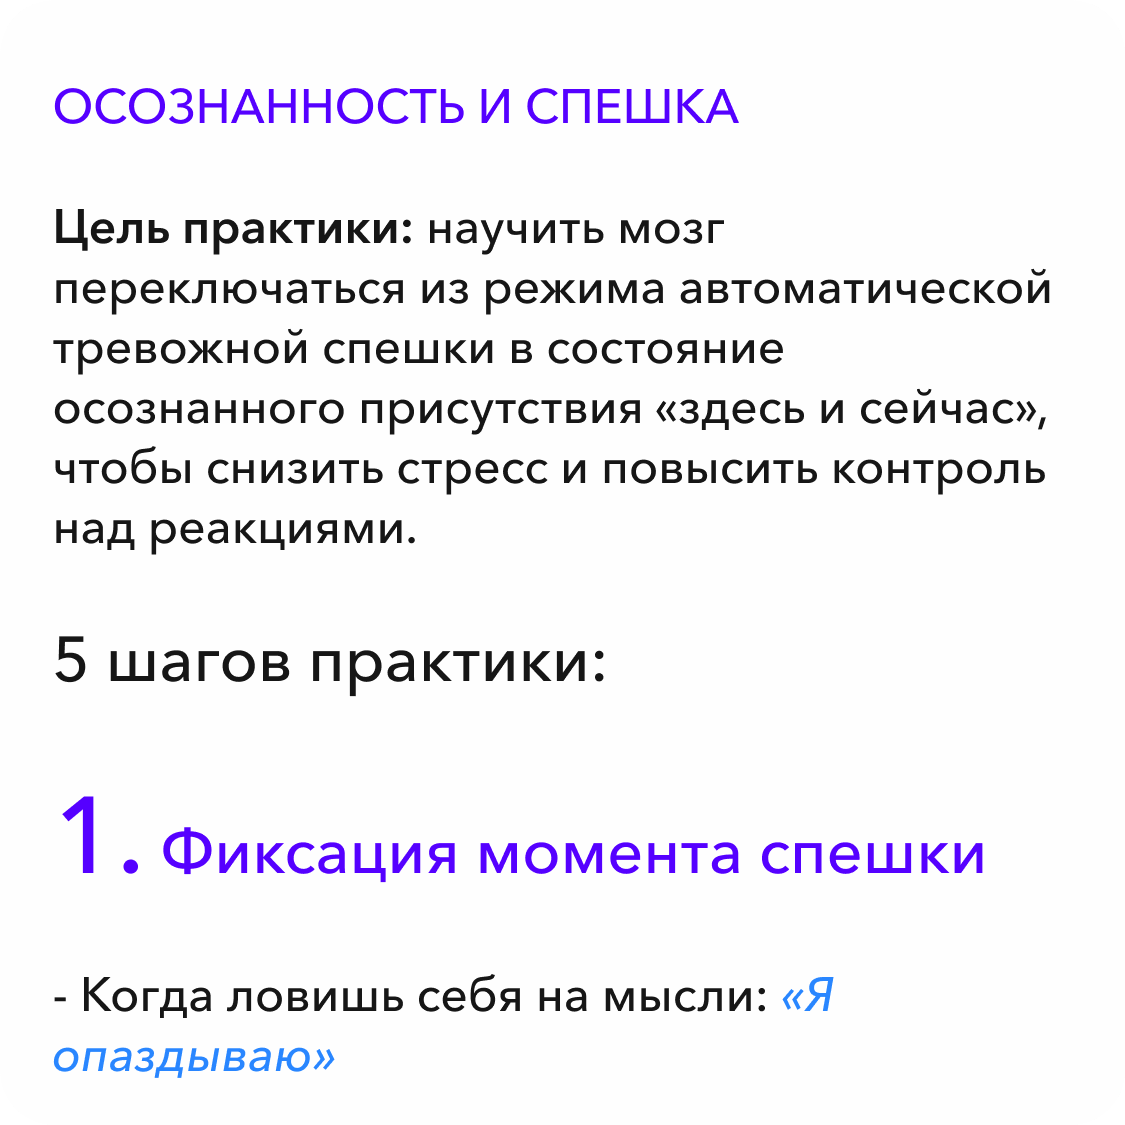 ОСОЗНАННОСТЬ И СПЕШКА
Цель практики: научить мозг
переключаться из режима автоматической
тревожной спешки в состояние
осознанного присутствия «здесь и сейчас»,
чтобы снизить стресс и повысить контроль
над реакциями.
5 шагов практики:
1. Фиксация момента спешки
- Когда ловишь себя на мысли: «Я
опаздываю»